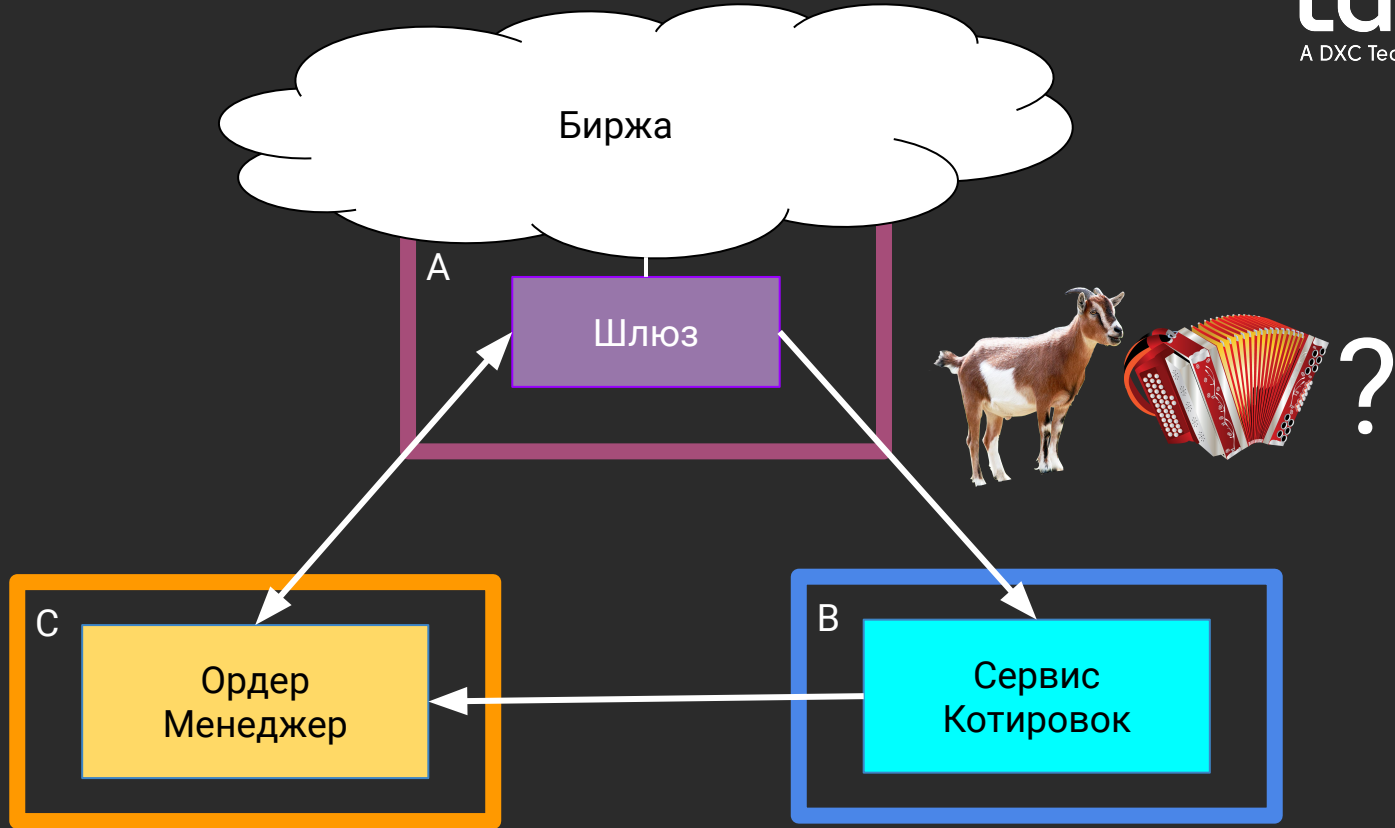 A DXC Tec
Биржа
A
Шлюз
?
C
B
Ордер
Менеджер
Сервис
Котировок